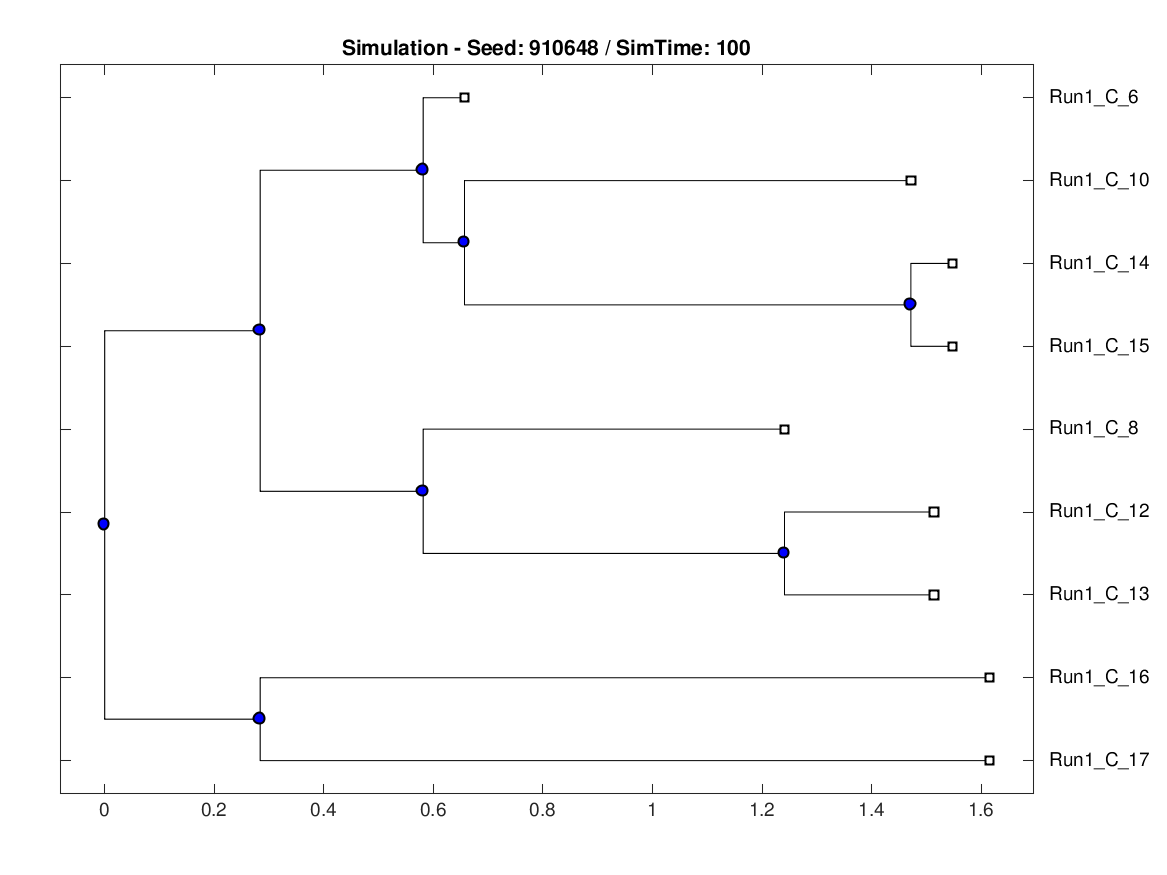 Simulation - Seed: 910648 / SimTime: 100
Run1_C_6
Run1_C_10
Run1_C_14
Run1_C_15
Run1_C_8
Run1_C_12
Run1_C_13
Run1_C_16
Run1_C_17
0 0.2 0.4 0.6 0.8 1 1.2 1.4 1.6